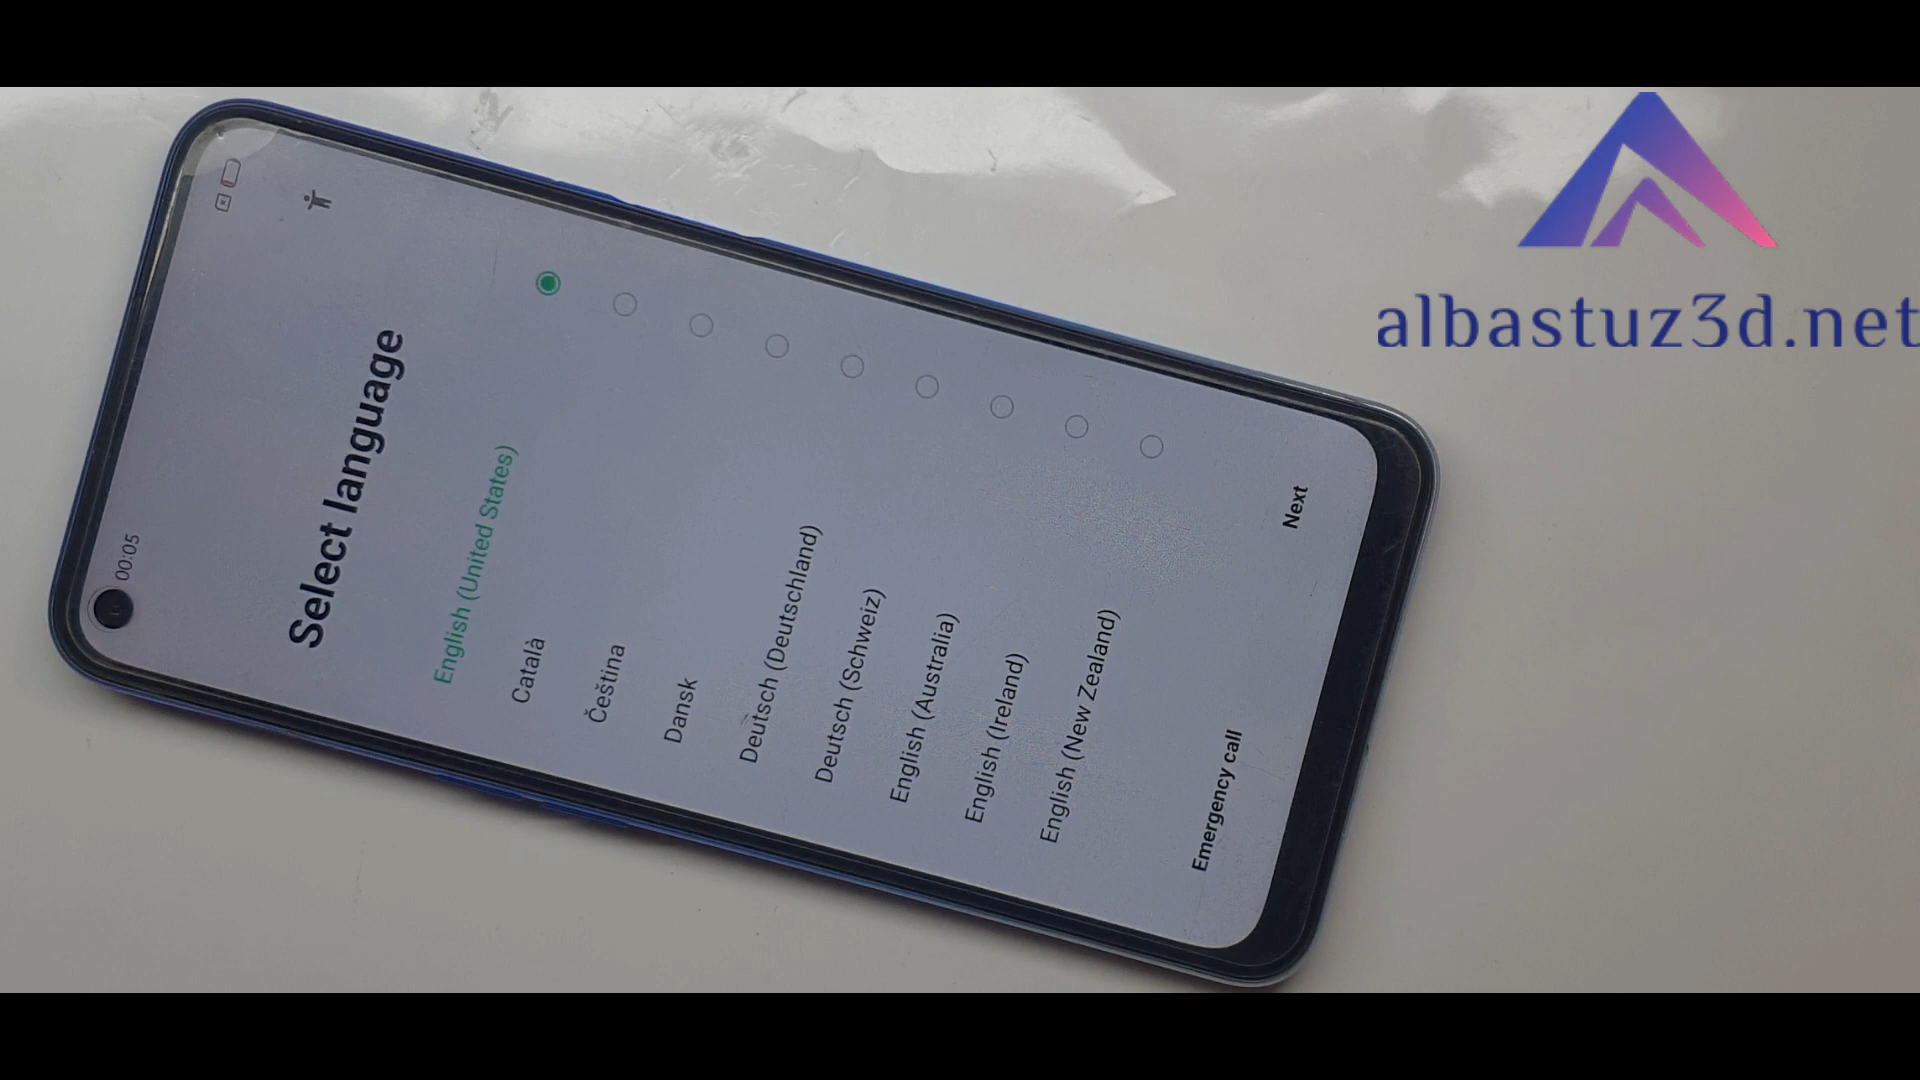 00:05
Select language
English (United States)
Català
Čeština
Dansk
Deutsch (Deutschland)
Deutsch (Schweiz)
English (Australia)
English (Ireland)
English (New Zealand)
Emergency call
Next
albastuz3d.net